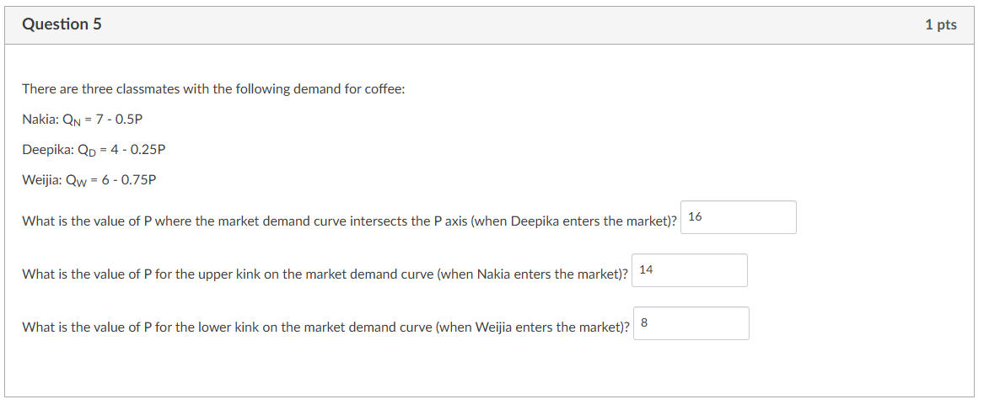 Question 5
1 pts
There are three classmates with the following demand for coffee:
Nakia: QN = 7 - 0.5P
Deepika: QD = 4 - 0.25P
Weijia: QW = 6 - 0.75P
What is the value of P where the market demand curve intersects the P axis (when Deepika enters the market)? 16
What is the value of P for the upper kink on the market demand curve (when Nakia enters the market)? 14
What is the value of P for the lower kink on the market demand curve (when Weijia enters the market)? 8